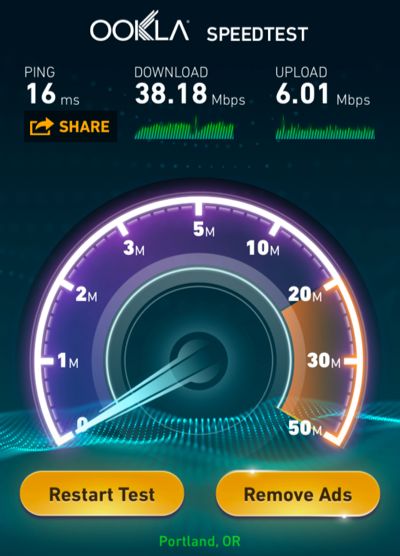 OOKLA SPEEDTEST
PING DOWNLOAD UPLOAD
16 ms 38.18 Mbps 6.01 Mbps
SHARE
5M
3M 10M
2M 20M
1M 30M
0 50M
Restart Test Remove Ads
Portland, OR